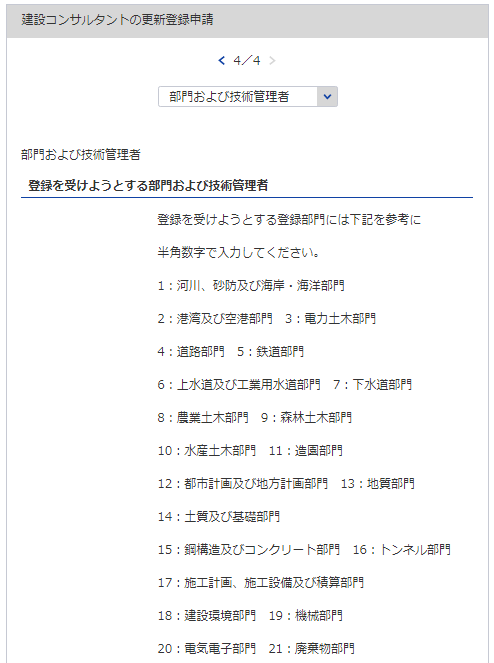 建設コンサルタントの更新登録申請
4／4
部門および技術管理者
部門および技術管理者
登録を受けようとする部門および技術管理者
登録を受けようとする登録部門には下記を参考に
半角数字で入力してください。
1：河川、砂防及び海岸・海洋部門
2：港湾及び空港部門　3：電力土木部門
4：道路部門　5：鉄道部門
6：上水道及び工業用水道部門　7：下水道部門
8：農業土木部門　9：森林土木部門
10：水産土木部門　11：造園部門
12：都市計画及び地方計画部門　13：地質部門
14：土質及び基礎部門
15：鋼構造及びコンクリート部門　16：トンネル部門
17：施工計画、施工設備及び積算部門
18：建設環境部門　19：機械部門
20：電気電子部門　21：廃棄物部門